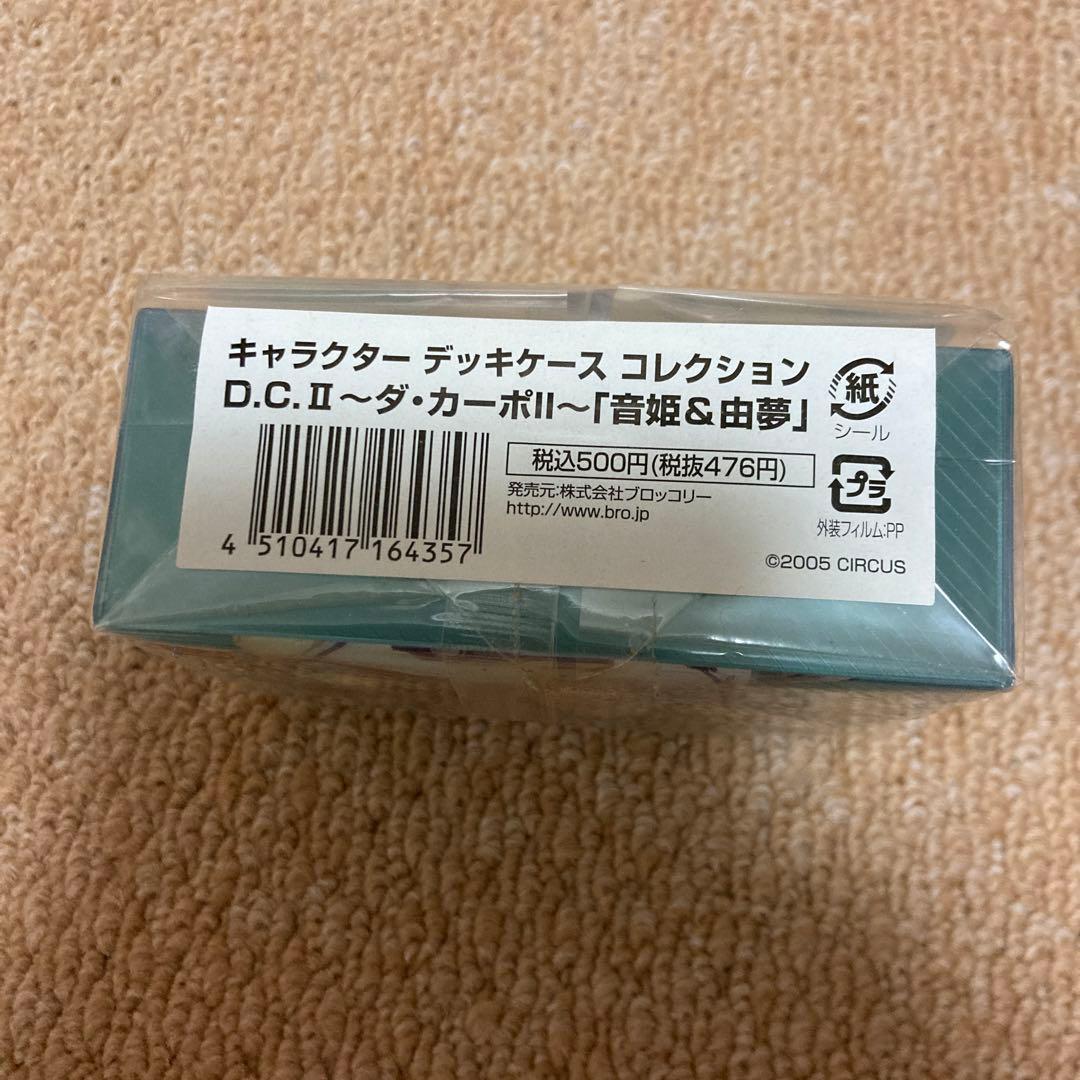 キャラクター デッキケース コレクション
D.C.Ⅱ～ダ・カーポII～「音姫&由夢」
紙
シール
税込500円(税抜476円)
発売元:株式会社ブロッコリー
http://www.bro.jp
プラ
外装フィルム:PP
4 510417 164357
©2005 CIRCUS